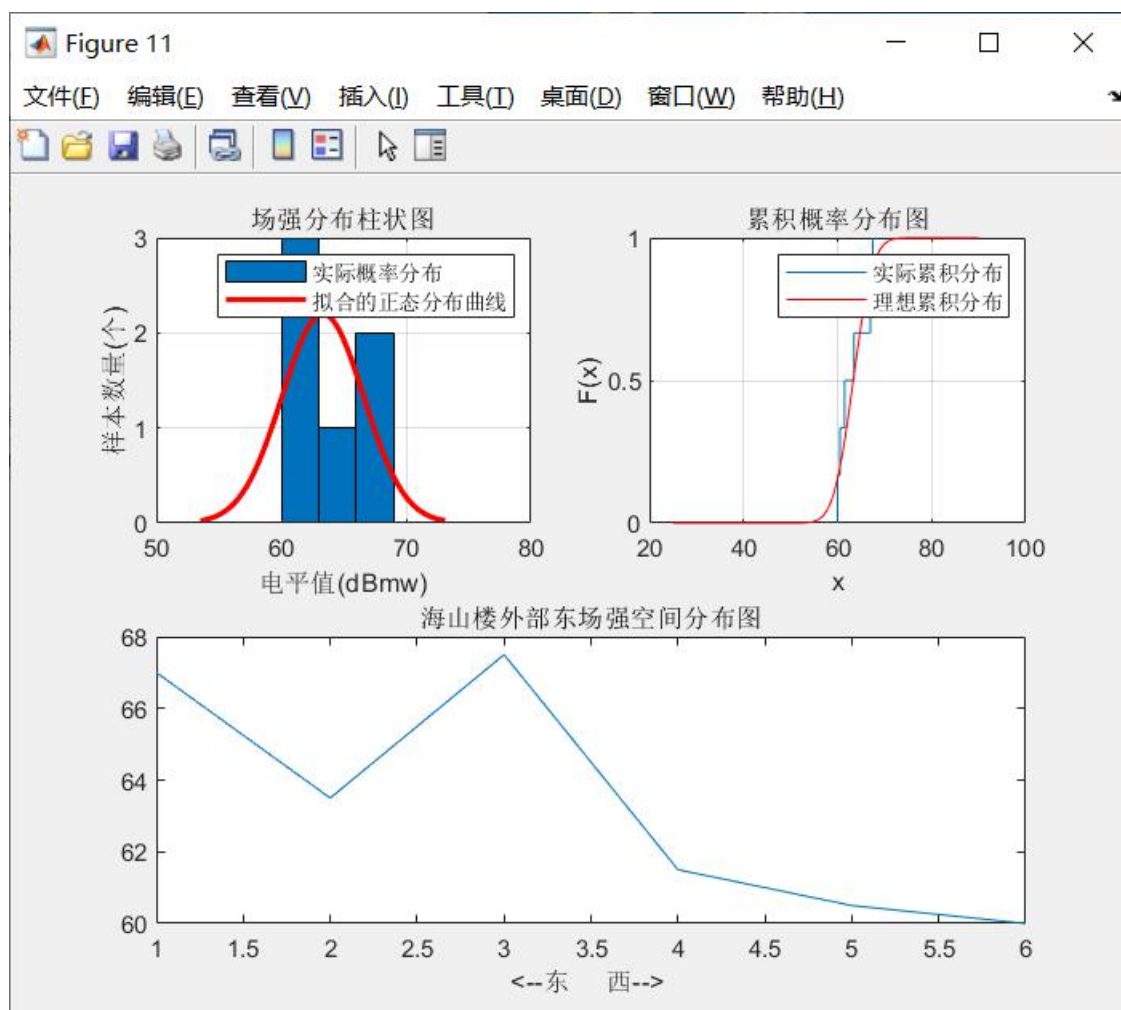 Figure 11
文件(F) 编辑(E) 查看(V) 插入(I) 工具(T) 桌面(D) 窗口(W) 帮助(H)
场强分布柱状图
实际概率分布
拟合的正态分布曲线
样本数量(个)
3
2
1
0
50 60 70 80
电平值(dBmw)
累积概率分布图
实际累积分布
理想累积分布
F(x)
1
0.5
0
20 40 60 80 100
x
海山楼外部东场强空间分布图
68
66
64
62
60
1 1.5 2 2.5 3 3.5 4 4.5 5 5.5 6
<--东 西-->